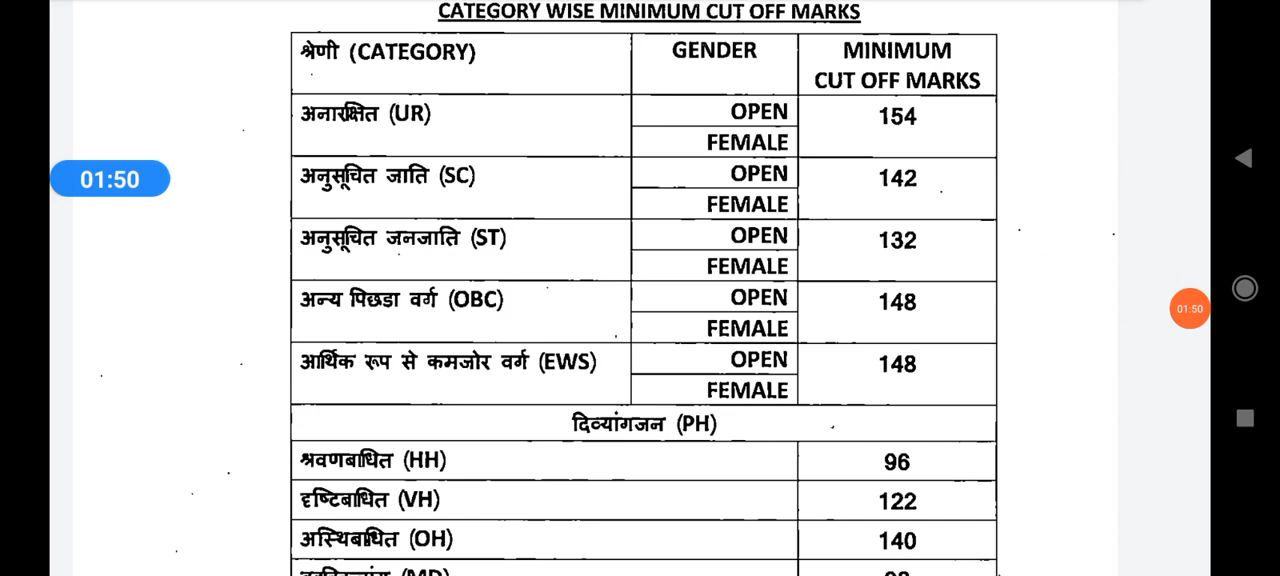 CATEGORY WISE MINIMUM CUT OFF MARKS
श्रेणी (CATEGORY) GENDER MINIMUM
CUT OFF MARKS
अनारक्षित (UR) OPEN 154
FEMALE
01:50
अनुसूचित जाति (SC) OPEN 142
FEMALE
अनुसूचित जनजाति (ST) OPEN 132
FEMALE
अन्य पिछडा वर्ग (OBC) OPEN 148
FEMALE
01:50
आर्थिक रूप से कमजोर वर्ग (EWS) OPEN 148
FEMALE
दिव्यांगजन (PH)
श्रवणबाधित (HH) 96
दृष्टिबाधित (VH) 122
अस्थिबाधित (OH) 140
(MD)